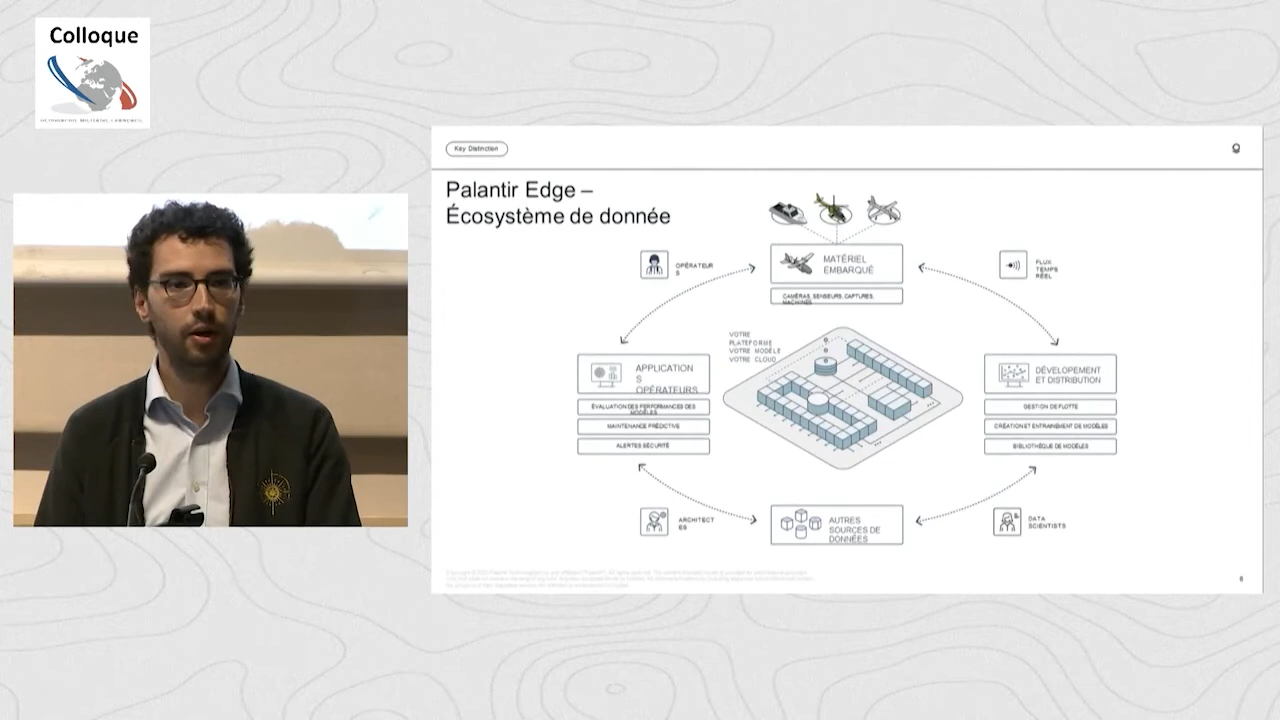 Colloque
Key Distinction
Palantir Edge –
Écosystème de donnée
OPÉRATEUR
S
MATÉRIEL
EMBARQUÉ
FLUX
TEMPS
RÉEL
CAMÉRAS, SENSEURS, CAPTURES,
MACHINES
VOTRE
PLATEFORME
VOTRE MODÈLE
VOTRE CLOUD
APPLICATION
S
OPÉRATEURS
DÉVELOPEMENT
ET DISTRIBUTION
ÉVALUATION DES PERFORMANCES DES
MODÈLES
GESTION DE FLOTTE
MAINTENANCE PRÉDICTIVE
CRÉATION ET ENTRAINEMENT DE MODÈLES
ALERTES SÉCURITÉ
BIBLIOTHÈQUE DE MODÈLES
ARCHITECT
ES
AUTRES
SOURCES DE
DONNÉES
DATA
SCIENTISTS
6